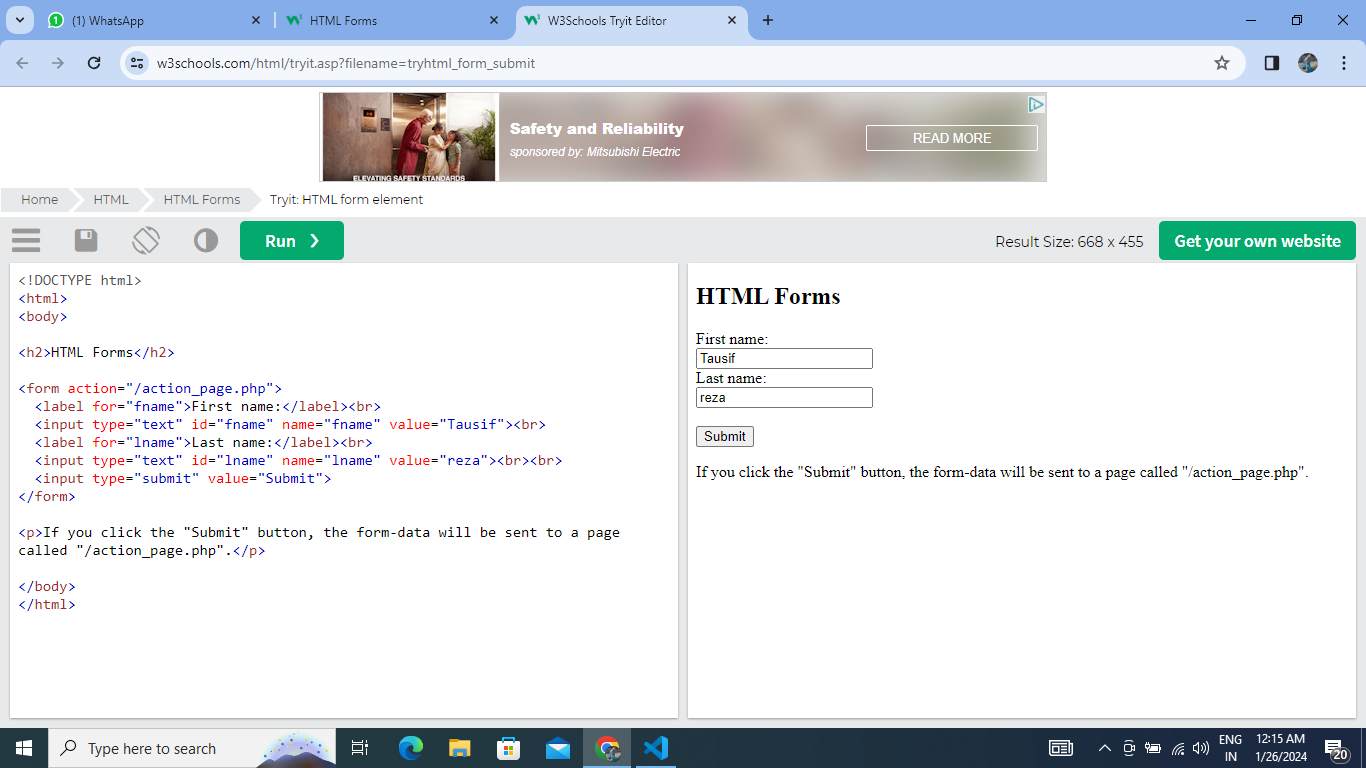 (1) WhatsApp
HTML Forms
W3Schools Tryit Editor
w3schools.com/html/tryit.asp?filename=tryhtml_form_submit
Safety and Reliability
sponsored by: Mitsubishi Electric
READ MORE
ELEVATING SAFETY STANDARDS
Home
HTML
HTML Forms
Tryit: HTML form element
Run ❯
Result Size: 668 x 455
Get your own website
<!DOCTYPE html>
<html>
<body>
<h2>HTML Forms</h2>
<form action="/action_page.php">
<label for="fname">First name:</label><br>
<input type="text" id="fname" name="fname" value="Tausif"><br>
<label for="lname">Last name:</label><br>
<input type="text" id="lname" name="lname" value="reza"><br><br>
<input type="submit" value="Submit">
</form>
<p>If you click the "Submit" button, the form-data will be sent to a page
called "/action_page.php".</p>
</body>
</html>
HTML Forms
First name:
Tausif
Last name:
reza
Submit
If you click the "Submit" button, the form-data will be sent to a page called "/action_page.php".
Type here to search
ENG
IN
12:15 AM
1/26/2024
20